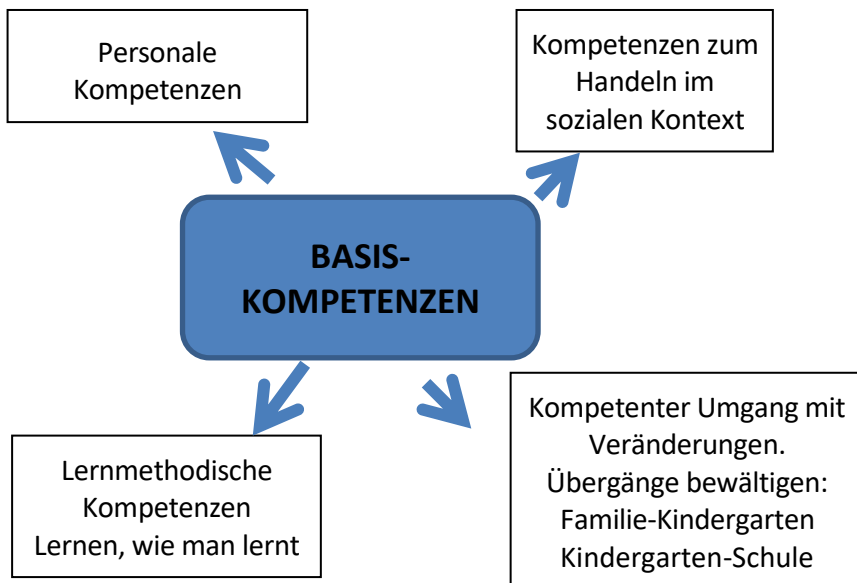 Personale
Kompetenzen
Kompetenzen zum
Handeln im
sozialen Kontext
BASIS-
KOMPETENZEN
Lernmethodische
Kompetenzen
Lernen, wie man lernt
Kompetenter Umgang mit
Veränderungen.
Übergänge bewältigen:
Familie-Kindergarten
Kindergarten-Schule